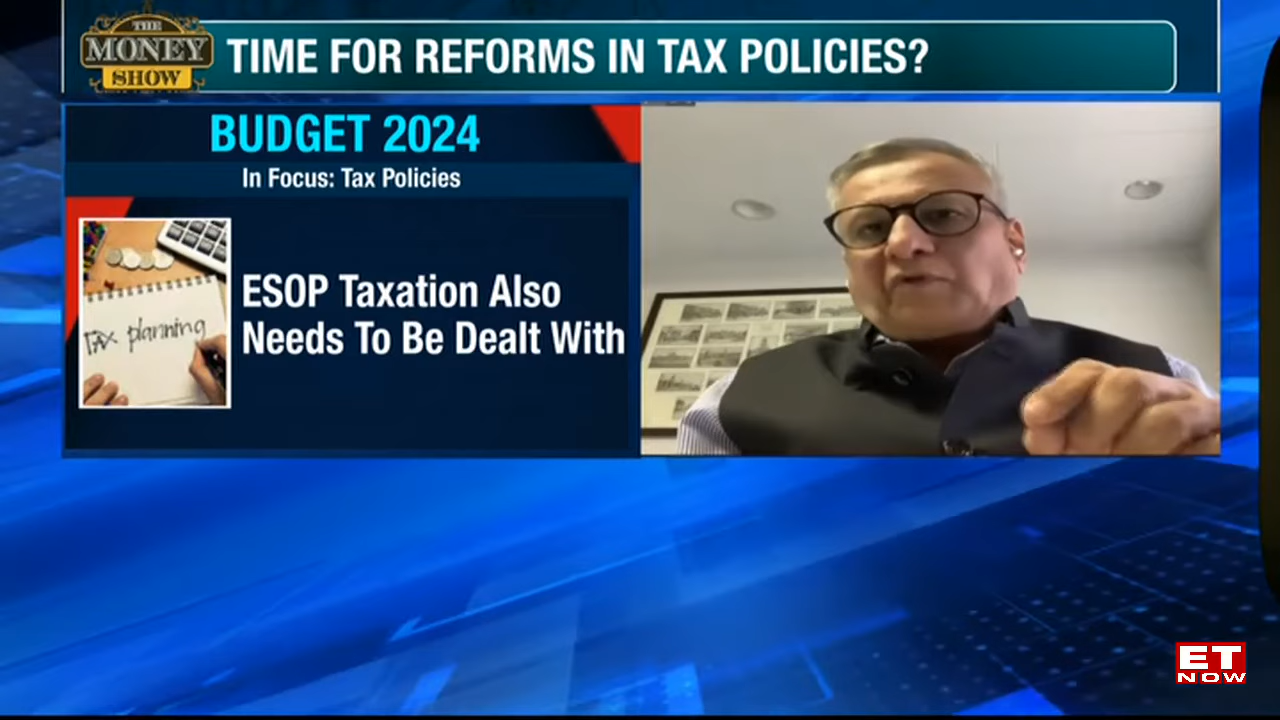 THE
MONEY
SHOW
TIME FOR REFORMS IN TAX POLICIES?
BUDGET 2024
In Focus: Tax Policies
TAX planning
ESOP Taxation Also
Needs To Be Dealt With
ET
NOW